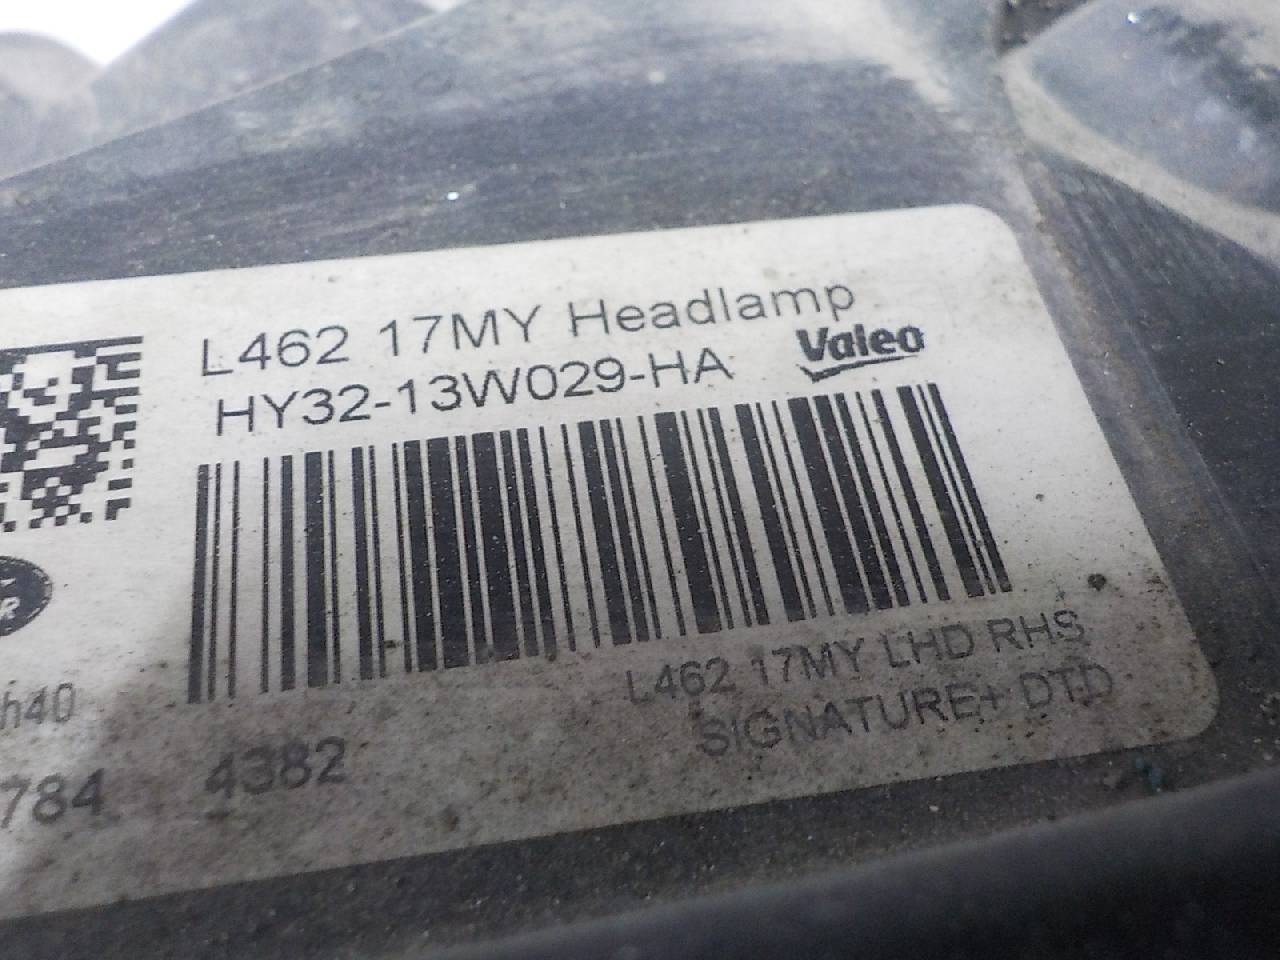 L462 17MY Headlamp
HY32-13W029-HA
Valeo
L462 17MY LHD RHS
SIGNATURE+ DTD
h40
784 4382